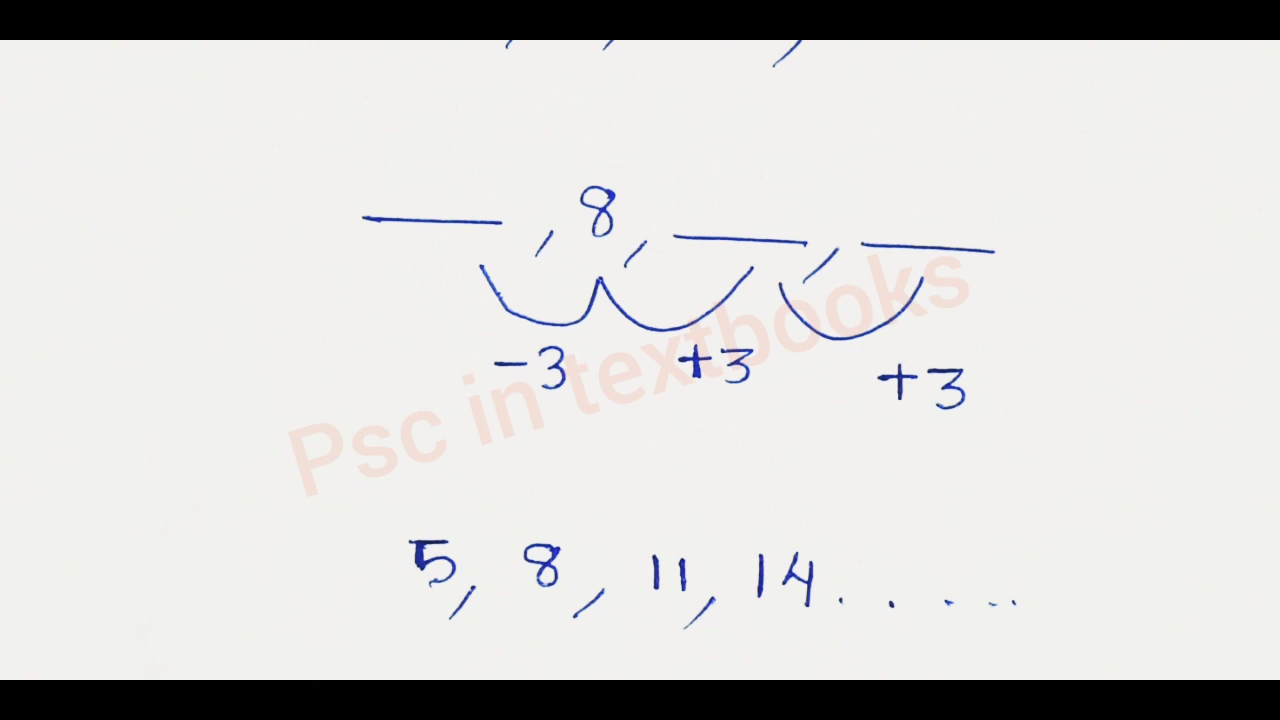 ___ , 8 , ___ , ___
-3 +3 +3
Psc in textbooks
5, 8, 11, 14 . . . . .